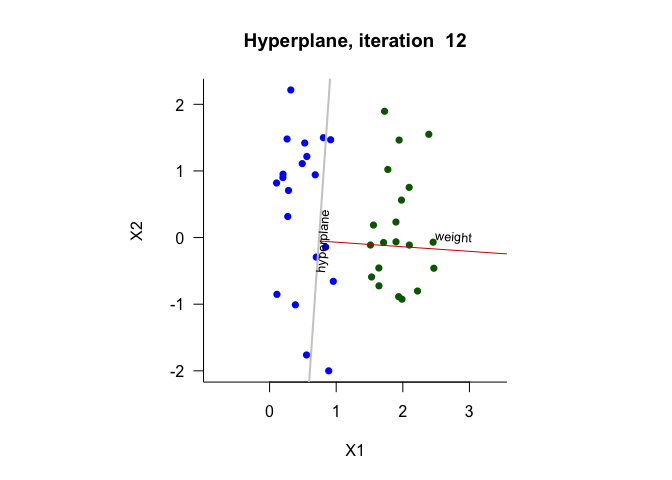 Hyperplane, iteration  12
2
1
0
-1
-2
X2
hyperplane
weight
0 1 2 3
X1